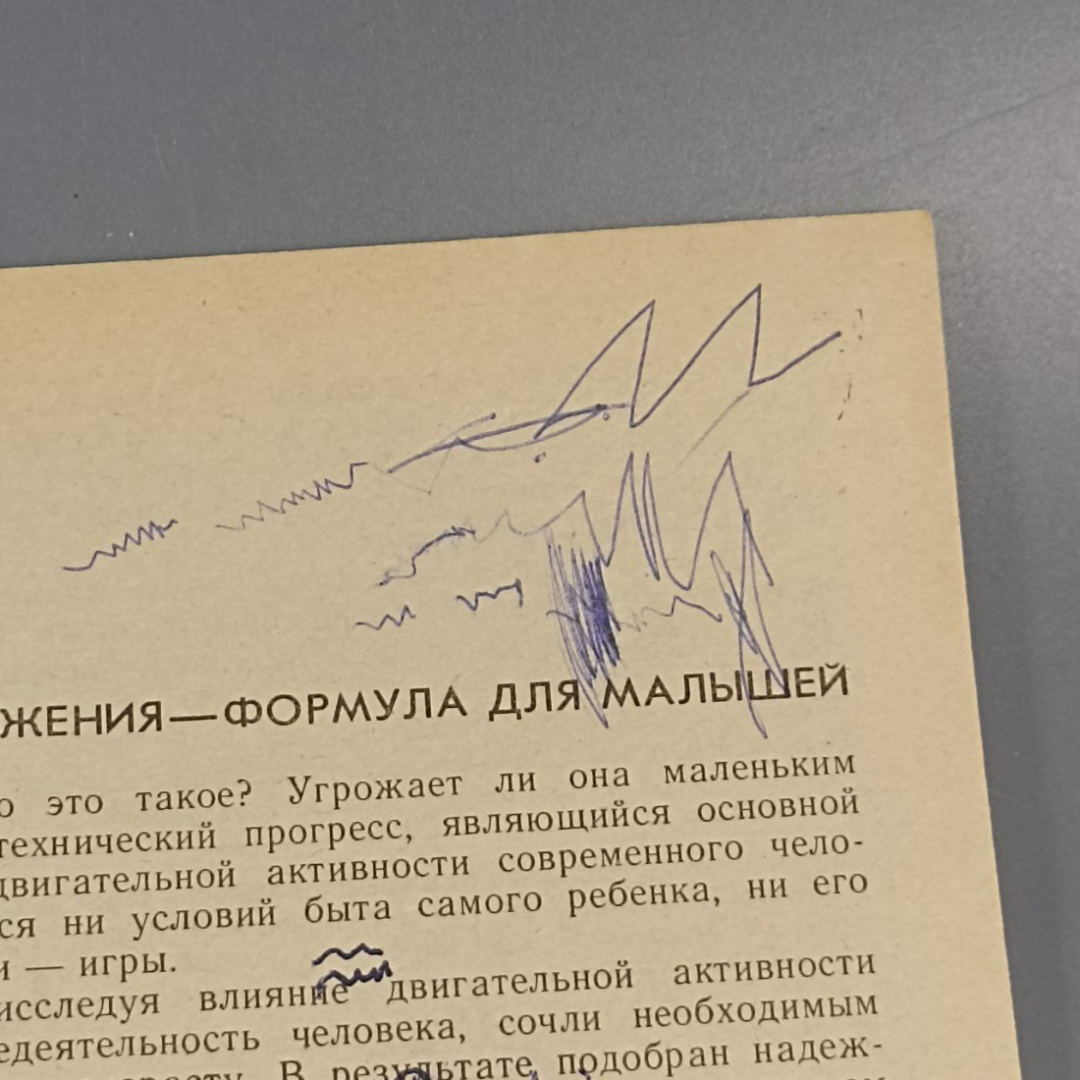 ЖЕНИЯ—ФОРМУЛА ДЛЯ МАЛЫШЕЙ
о это такое? Угрожает ли она маленьким
технический прогресс, являющийся основной
двигательной активности современного чело-
ся ни условий быта самого ребенка, ни его
и — игры.
исследуя влияние двигательной активности
едеятельность человека, сочли необходимым
В результате подобран надеж-